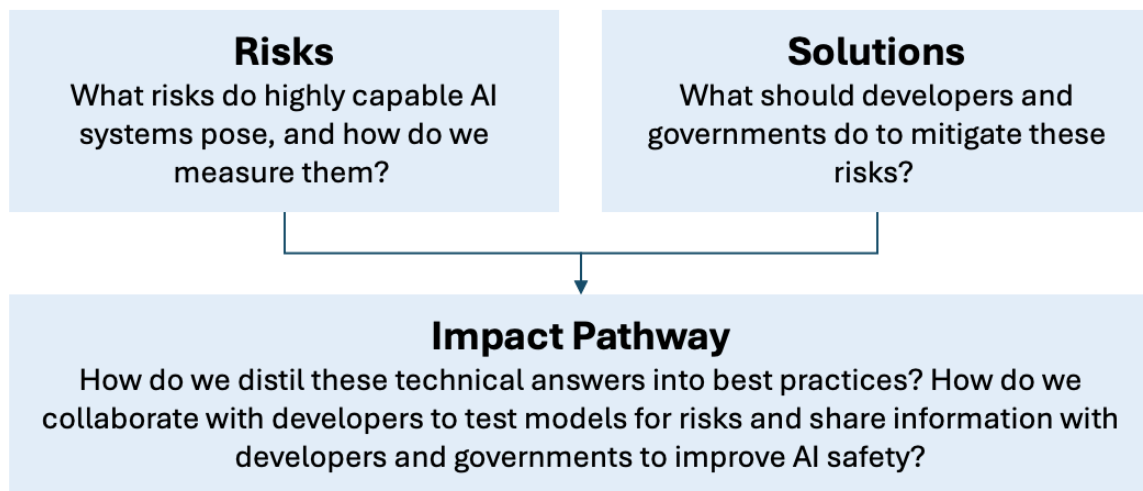 Risks
What risks do highly capable AI
systems pose, and how do we
measure them?
Solutions
What should developers and
governments do to mitigate these
risks?
Impact Pathway
How do we distil these technical answers into best practices? How do we
collaborate with developers to test models for risks and share information with
developers and governments to improve AI safety?